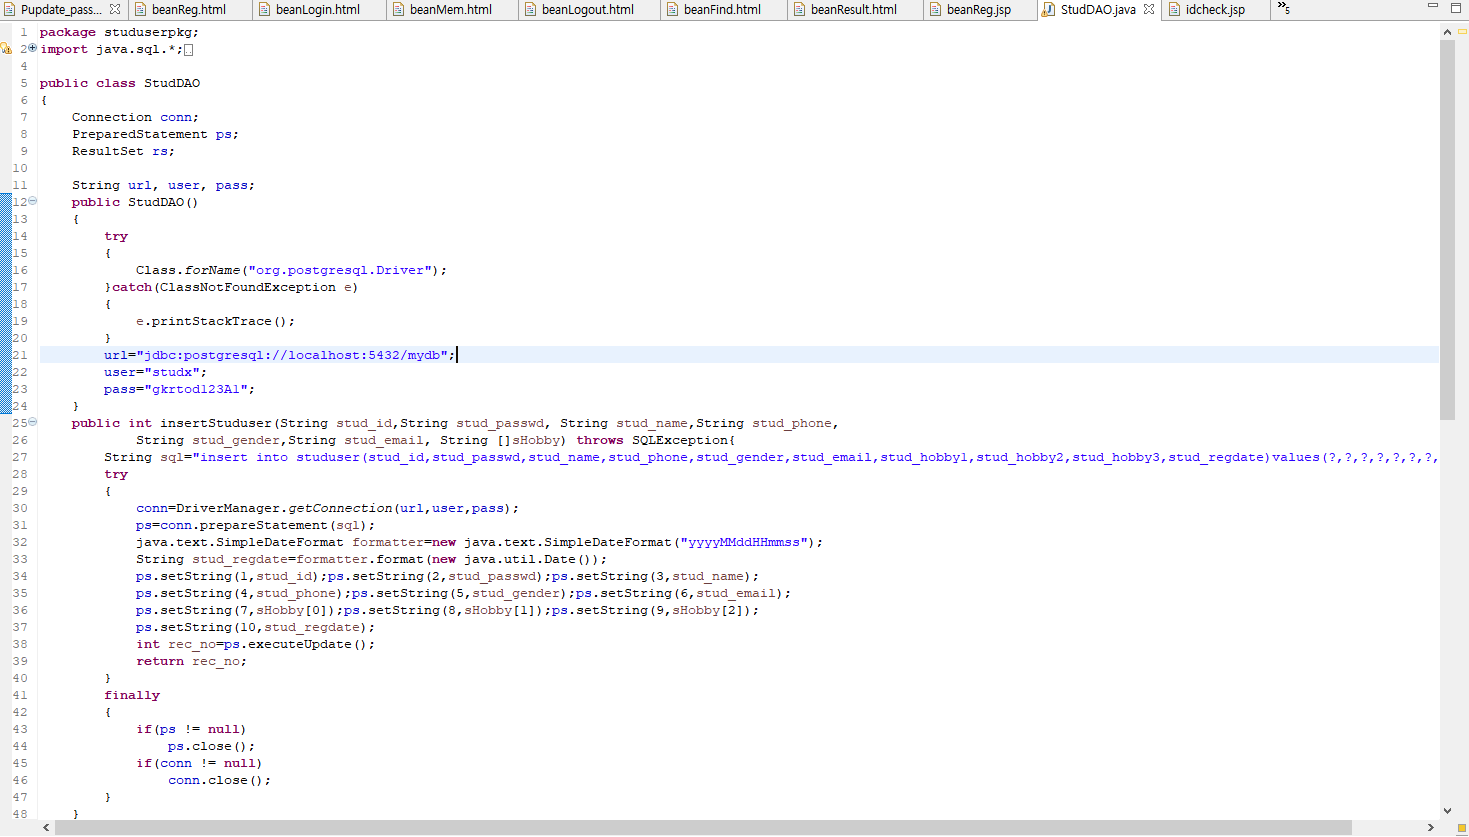 Pupdate_pass... beanReg.html beanLogin.html beanMem.html beanLogout.html beanFind.html beanResult.html beanReg.jsp StudDAO.java idcheck.jsp »5
1 package studuserpkg;
2 import java.sql.*;
4
5 public class StudDAO
6 {
7 Connection conn;
8 PreparedStatement ps;
9 ResultSet rs;
10
11 String url, user, pass;
12 public StudDAO()
13 {
14 try
15 {
16 Class.forName("org.postgresql.Driver");
17 }catch(ClassNotFoundException e)
18 {
19 e.printStackTrace();
20 }
21 url="jdbc:postgresql://localhost:5432/mydb";
22 user="studx";
23 pass="gkrtod123A1";
24 }
25 public int insertStuduser(String stud_id,String stud_passwd, String stud_name,String stud_phone,
26 String stud_gender,String stud_email, String []sHobby) throws SQLException{
27 String sql="insert into studuser(stud_id,stud_passwd,stud_name,stud_phone,stud_gender,stud_email,stud_hobby1,stud_hobby2,stud_hobby3,stud_regdate)values(?,?,?,?,?,?,?,
28 try
29 {
30 conn=DriverManager.getConnection(url,user,pass);
31 ps=conn.prepareStatement(sql);
32 java.text.SimpleDateFormat formatter=new java.text.SimpleDateFormat("yyyyMMddHHmmss");
33 String stud_regdate=formatter.format(new java.util.Date());
34 ps.setString(1,stud_id);ps.setString(2,stud_passwd);ps.setString(3,stud_name);
35 ps.setString(4,stud_phone);ps.setString(5,stud_gender);ps.setString(6,stud_email);
36 ps.setString(7,sHobby[0]);ps.setString(8,sHobby[1]);ps.setString(9,sHobby[2]);
37 ps.setString(10,stud_regdate);
38 int rec_no=ps.executeUpdate();
39 return rec_no;
40 }
41 finally
42 {
43 if(ps != null)
44 ps.close();
45 if(conn != null)
46 conn.close();
47 }
48 }